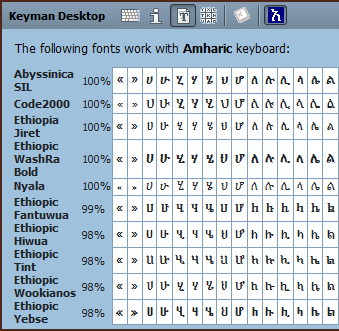 Keyman Desktop አ
The following fonts work with Amharic keyboard:
Abyssinica SIL 100% « » ሀ ሁ ሂ ሃ ሄ ህ ሆ ለ ሉ ሊ ላ ሌ ል
Code2000 100% « » ሀ ሁ ሂ ሃ ሄ ህ ሆ ለ ሉ ሊ ላ ሌ ል
Ethiopia Jiret 100% « » ሀ ሁ ሂ ሃ ሄ ህ ሆ ለ ሉ ሊ ላ ሌ ል
Ethiopic WashRa Bold 100% « » ሀ ሁ ሂ ሃ ሄ ህ ሆ ለ ሉ ሊ ላ ሌ ል
Nyala 100% « » ሀ ሁ ሂ ሃ ሄ ህ ሆ ለ ሉ ሊ ላ ሌ ል
Ethiopic Fantuwua 99% « » ሀ ሁ ሂ ሃ ሄ ህ ሆ ለ ሉ ሊ ላ ሌ ል
Ethiopic Hiwua 98% « » ሀ ሁ ሂ ሃ ሄ ህ ሆ ለ ሉ ሊ ላ ሌ ል
Ethiopic Tint 98% « » ሀ ሁ ሂ ሃ ሄ ህ ሆ ለ ሉ ሊ ላ ሌ ል
Ethiopic Wookianos 98% « » ሀ ሁ ሂ ሃ ሄ ህ ሆ ለ ሉ ሊ ላ ሌ ል
Ethiopic Yebse 98% « » ሀ ሁ ሂ ሃ ሄ ህ ሆ ለ ሉ ሊ ላ ሌ ል